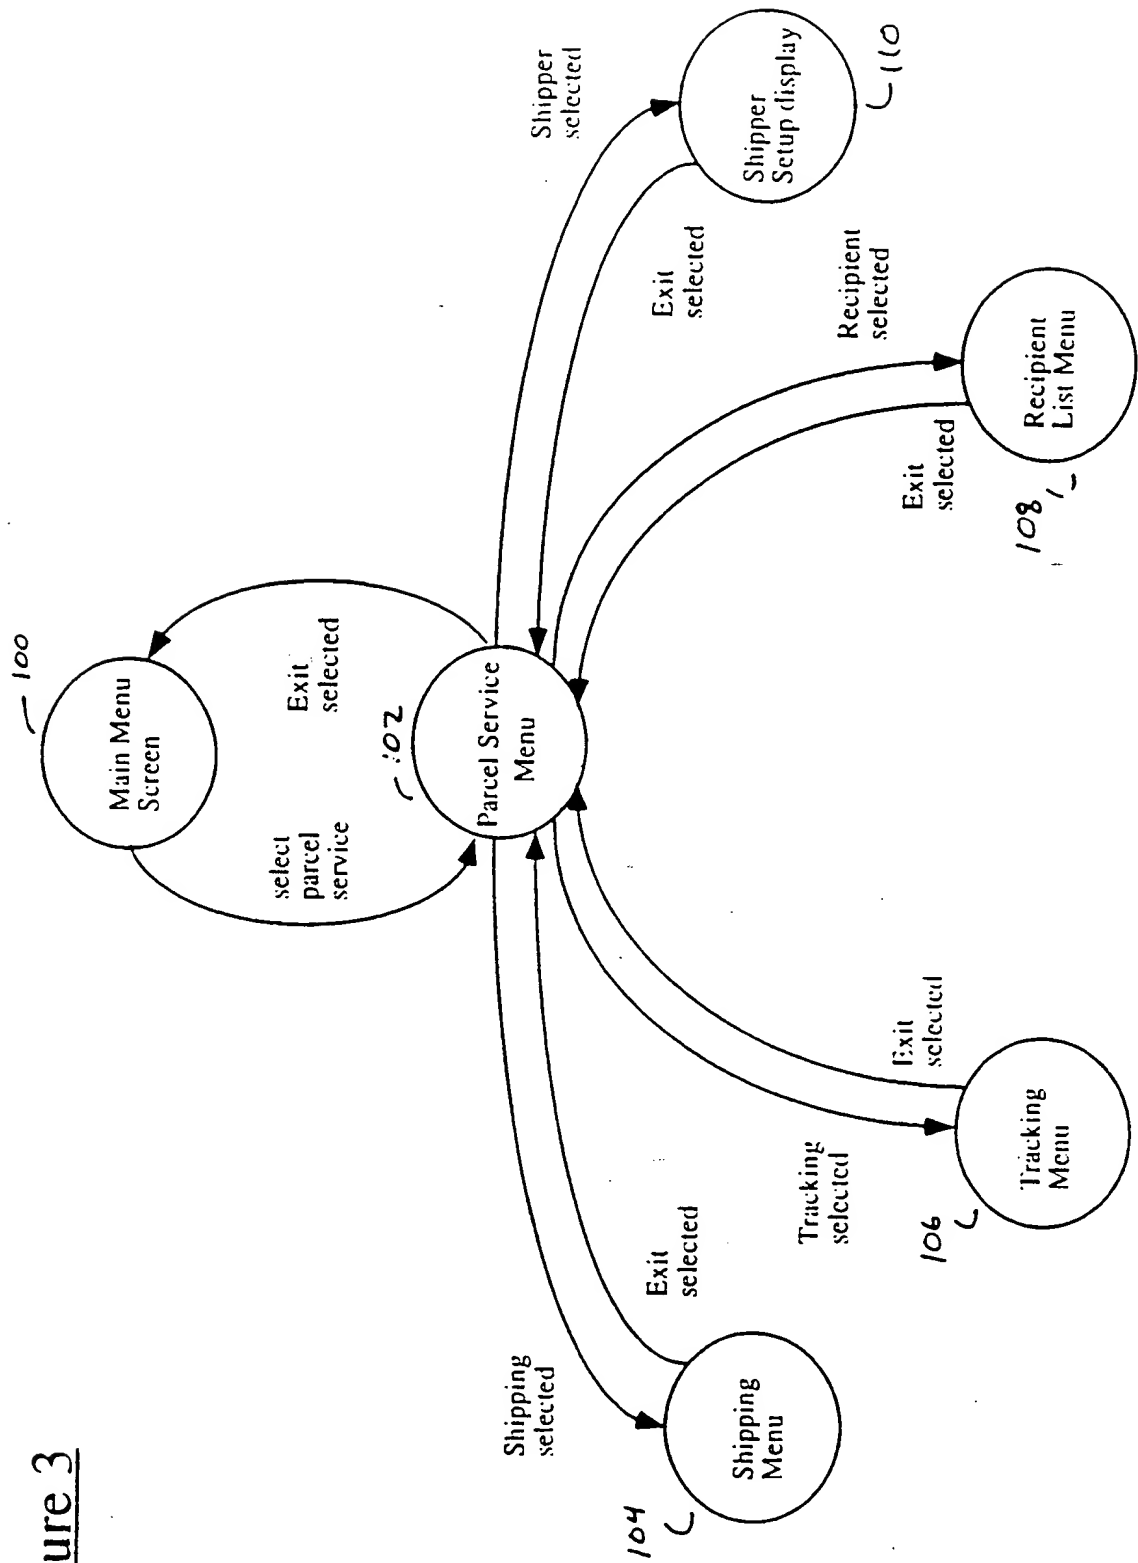 ure 3
100
Main Menu
Screen
select
parcel
service
Exit
selected
102
Parcel Service
Menu
Shipping
selected
Exit
selected
104
Shipping
Menu
Tracking
selected
Exit
selected
106
Tracking
Menu
Exit
selected
Recipient
selected
108
Recipient
List Menu
Shipper
selected
Exit
selected
Shipper
Setup display
110